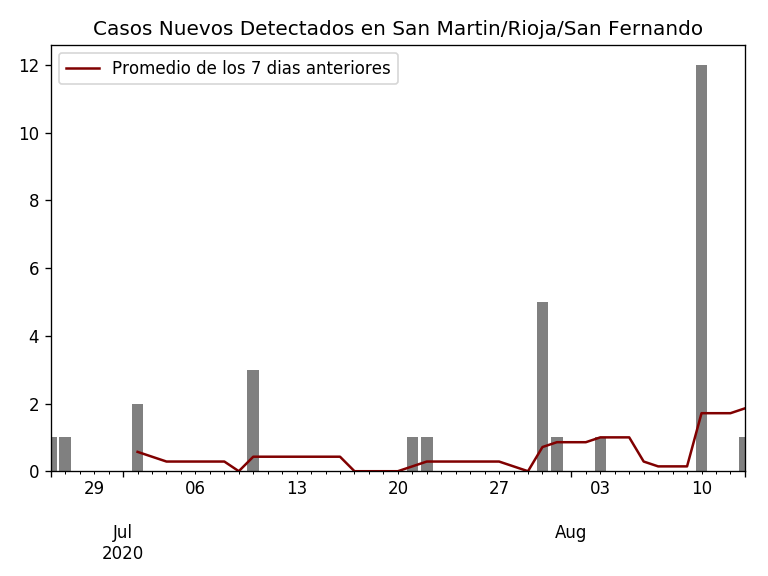 Casos Nuevos Detectados en San Martin/Rioja/San Fernando
Promedio de los 7 dias anteriores
12
10
8
6
4
2
0
29 06 13 20 27 03 10
Jul Aug
2020